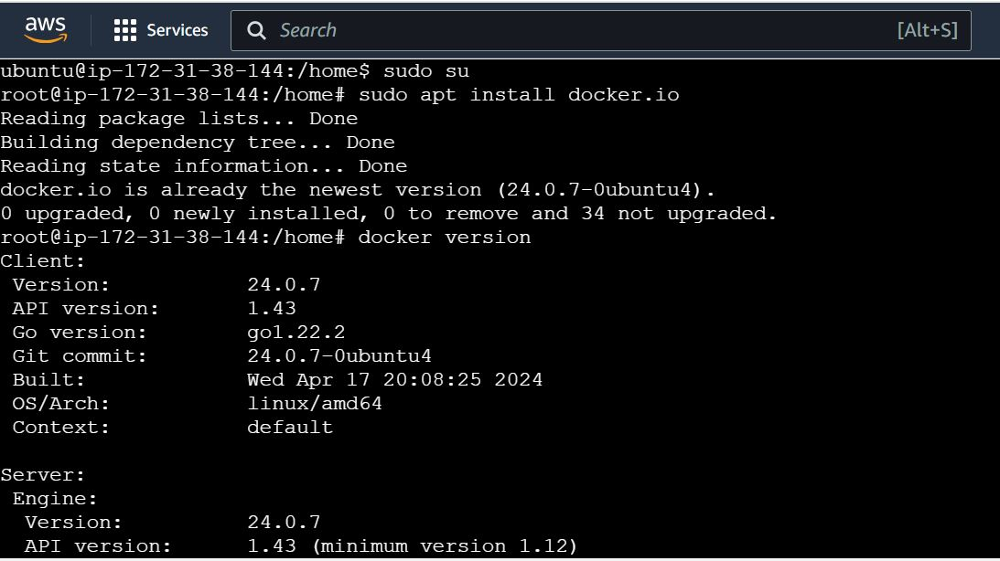 aws
Services
Search
[Alt+S]
ubuntu@ip-172-31-38-144:/home$ sudo su
root@ip-172-31-38-144:/home# sudo apt install docker.io
Reading package lists... Done
Building dependency tree... Done
Reading state information... Done
docker.io is already the newest version (24.0.7-0ubuntu4).
0 upgraded, 0 newly installed, 0 to remove and 34 not upgraded.
root@ip-172-31-38-144:/home# docker version
Client:
 Version:           24.0.7
 API version:       1.43
 Go version:        go1.22.2
 Git commit:        24.0.7-0ubuntu4
 Built:             Wed Apr 17 20:08:25 2024
 OS/Arch:           linux/amd64
 Context:           default

Server:
 Engine:
  Version:          24.0.7
  API version:      1.43 (minimum version 1.12)